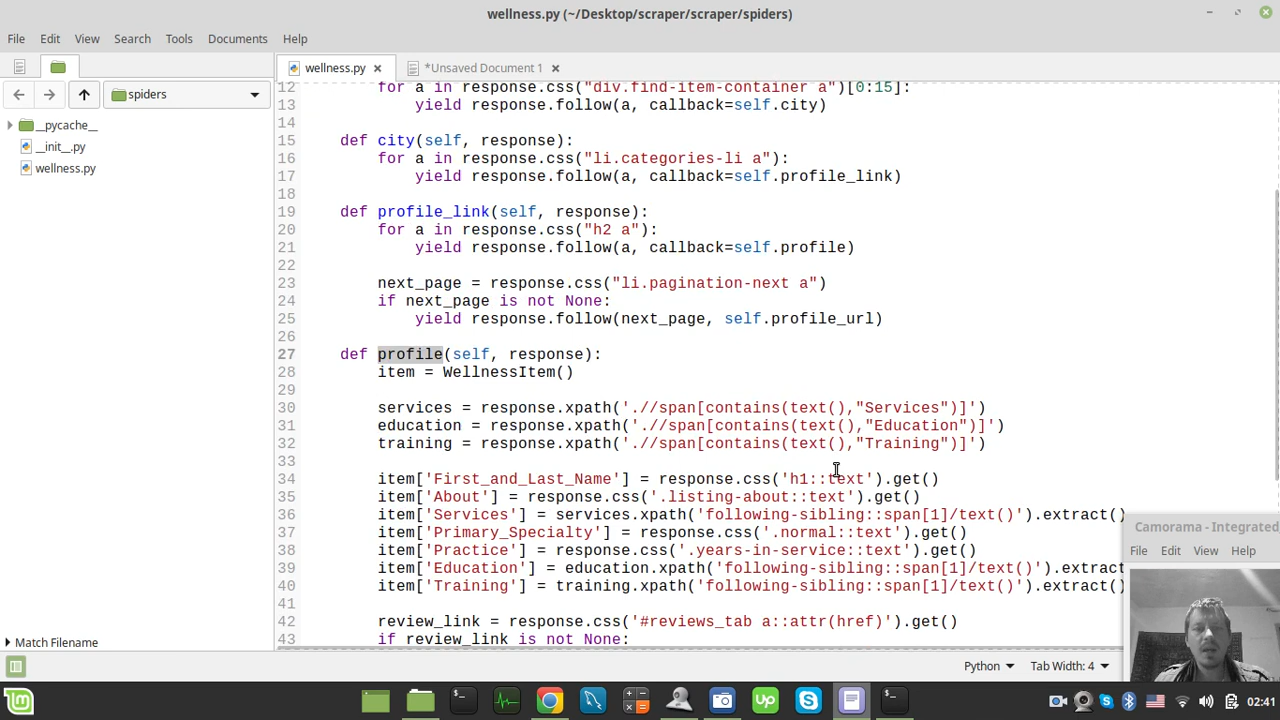 wellness.py (~/Desktop/scraper/scraper/spiders)
File Edit View Search Tools Documents Help
wellness.py *Unsaved Document 1
spiders
__pycache__
__init__.py
wellness.py
12 for a in response.css("div.find-item-container a")[0:15]:
13 yield response.follow(a, callback=self.city)
14
15 def city(self, response):
16 for a in response.css("li.categories-li a"):
17 yield response.follow(a, callback=self.profile_link)
18
19 def profile_link(self, response):
20 for a in response.css("h2 a"):
21 yield response.follow(a, callback=self.profile)
22
23 next_page = response.css("li.pagination-next a")
24 if next_page is not None:
25 yield response.follow(next_page, self.profile_url)
26
27 def profile(self, response):
28 item = WellnessItem()
29
30 services = response.xpath('.//span[contains(text(),"Services")]')
31 education = response.xpath('.//span[contains(text(),"Education")]')
32 training = response.xpath('.//span[contains(text(),"Training")]')
33
34 item['First_and_Last_Name'] = response.css('h1::text').get()
35 item['About'] = response.css('.listing-about::text').get()
36 item['Services'] = services.xpath('following-sibling::span[1]/text()').extract()
37 item['Primary_Specialty'] = response.css('.normal::text').get()
38 item['Practice'] = response.css('.years-in-service::text').get()
39 item['Education'] = education.xpath('following-sibling::span[1]/text()').extract
40 item['Training'] = training.xpath('following-sibling::span[1]/text()').extract()
41
42 review_link = response.css('#reviews_tab a::attr(href)').get()
43 if review_link is not None:
Camorama - Integrated
File Edit View Help
Match Filename
Python Tab Width: 4
Up
02:41